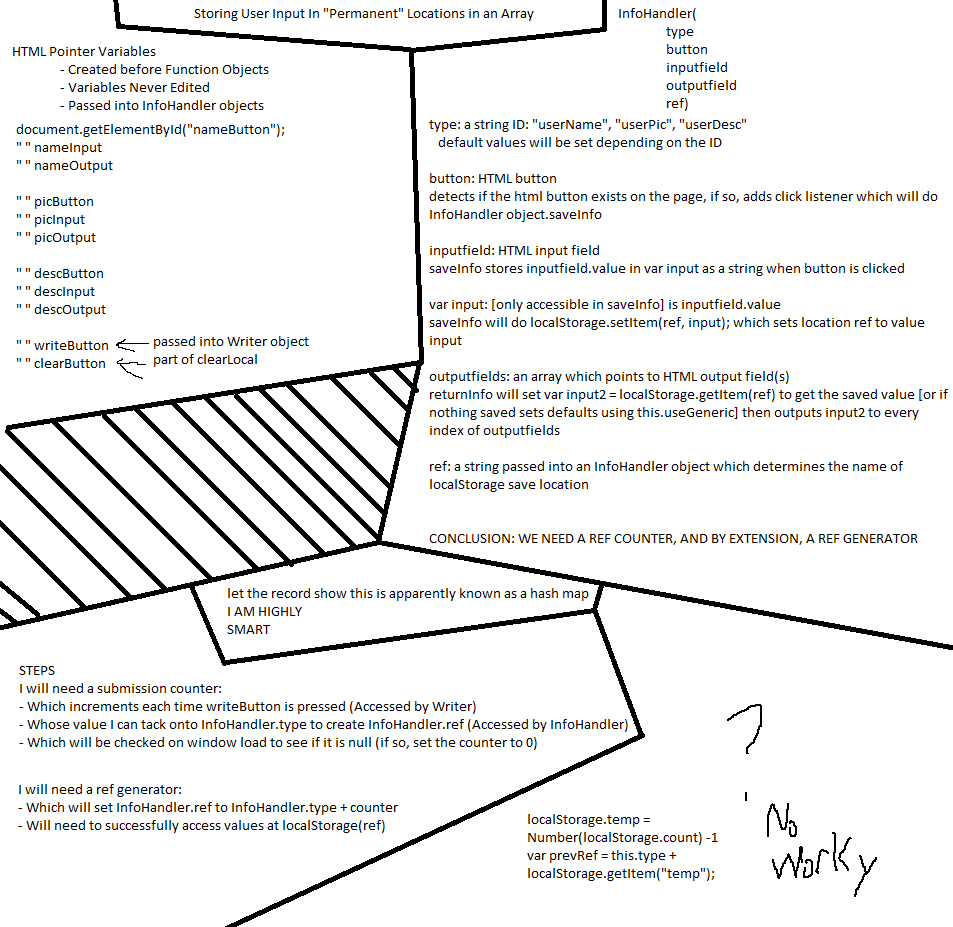 Storing User Input In "Permanent" Locations in an Array
HTML Pointer Variables
- Created before Function Objects
- Variables Never Edited
- Passed into InfoHandler objects
document.getElementById("nameButton");
" " nameInput
" " nameOutput
" " picButton
" " picInput
" " picOutput
" " descButton
" " descInput
" " descOutput
" " writeButton passed into Writer object
" " clearButton part of clearLocal
InfoHandler(
type
button
inputfield
outputfield
ref)
type: a string ID: "userName", "userPic", "userDesc"
default values will be set depending on the ID
button: HTML button
detects if the html button exists on the page, if so, adds click listener which will do
InfoHandler object.saveInfo
inputfield: HTML input field
saveInfo stores inputfield.value in var input as a string when button is clicked
var input: [only accessible in saveInfo] is inputfield.value
saveInfo will do localStorage.setItem(ref, input); which sets location ref to value
input
outputfields: an array which points to HTML output field(s)
returnInfo will set var input2 = localStorage.getItem(ref) to get the saved value [or if
nothing saved sets defaults using this.useGeneric] then outputs input2 to every
index of outputfields
ref: a string passed into an InfoHandler object which determines the name of
localStorage save location
CONCLUSION: WE NEED A REF COUNTER, AND BY EXTENSION, A REF GENERATOR
let the record show this is apparently known as a hash map
I AM HIGHLY
SMART
STEPS
I will need a submission counter:
- Which increments each time writeButton is pressed (Accessed by Writer)
- Whose value I can tack onto InfoHandler.type to create InfoHandler.ref (Accessed by InfoHandler)
- Which will be checked on window load to see if it is null (if so, set the counter to 0)
I will need a ref generator:
- Which will set InfoHandler.ref to InfoHandler.type + counter
- Will need to successfully access values at localStorage(ref)
localStorage.temp =
Number(localStorage.count) -1
var prevRef = this.type +
localStorage.getItem("temp");
?
No
Worky